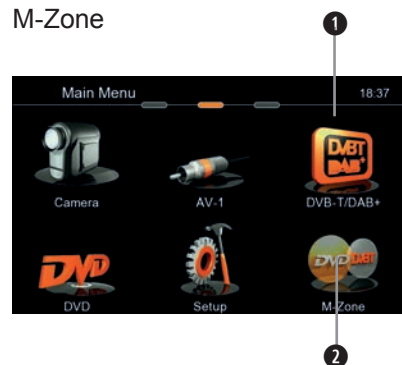 M-Zone
1
Main Menu 18:37
DVBT
DAB+
Camera AV-1 DVB-T/DAB+
DVD DVD DVBT
DVD Setup M-Zone
2